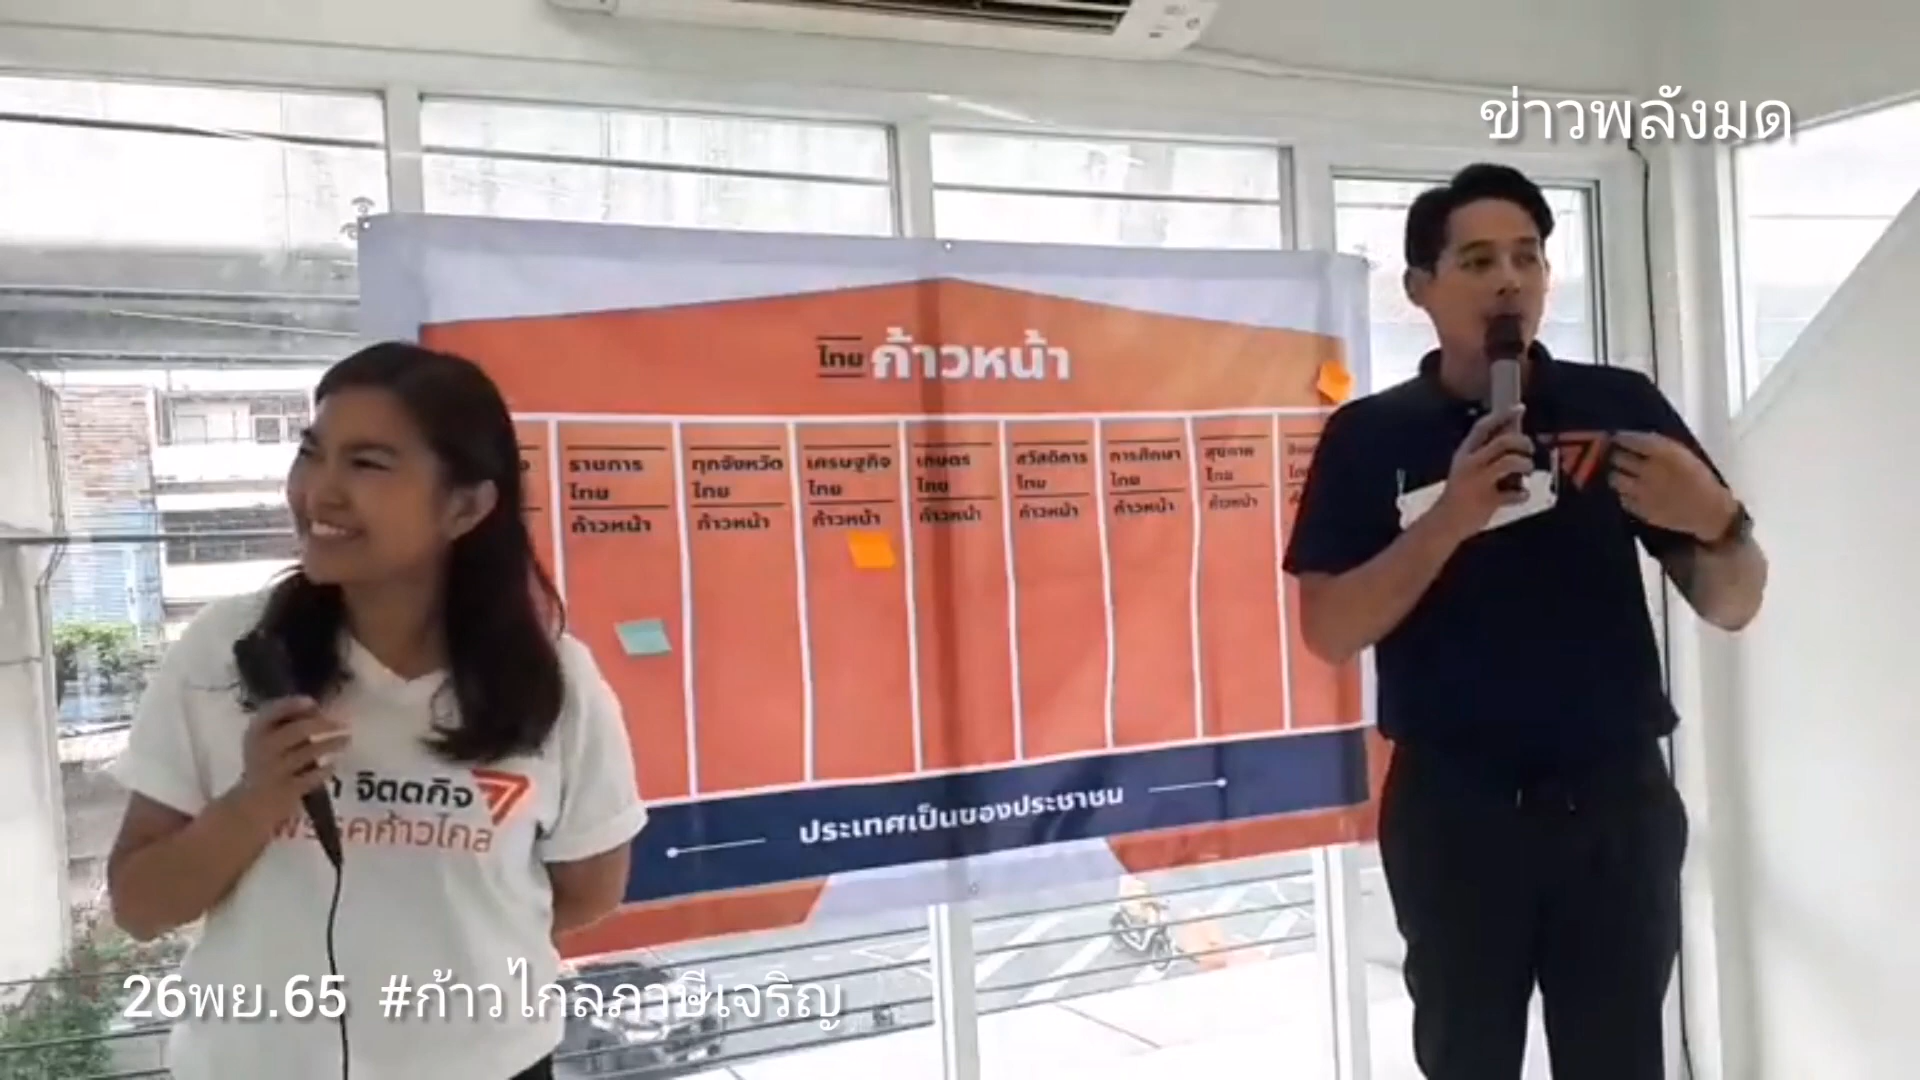 ข่าวพลังมด
ไทย ก้าวหน้า
ราชการ
ไทย
ก้าวหน้า
ทุกจังหวัด
ไทย
ก้าวหน้า
เศรษฐกิจ
ไทย
ก้าวหน้า
เกษตร
ไทย
ก้าวหน้า
สวัสดิการ
ไทย
ก้าวหน้า
การศึกษา
ไทย
ก้าวหน้า
สุขภาพ
ไทย
ก้าวหน้า
ประเทศเป็นของประชาชน
จิตตกิจ
พรรคก้าวไกล
26พย.65 #ก้าวไกลภาษีเจริญ